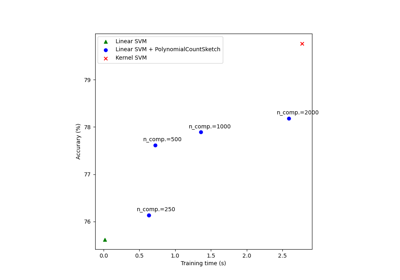 Linear SVM
Linear SVM + PolynomialCountSketch
Kernel SVM
79
78
77
76
Accurary (%)
n_comp.=2000
n_comp.=1000
n_comp.=500
n_comp.=250
0.0 0.5 1.0 1.5 2.0 2.5
Training time (s)